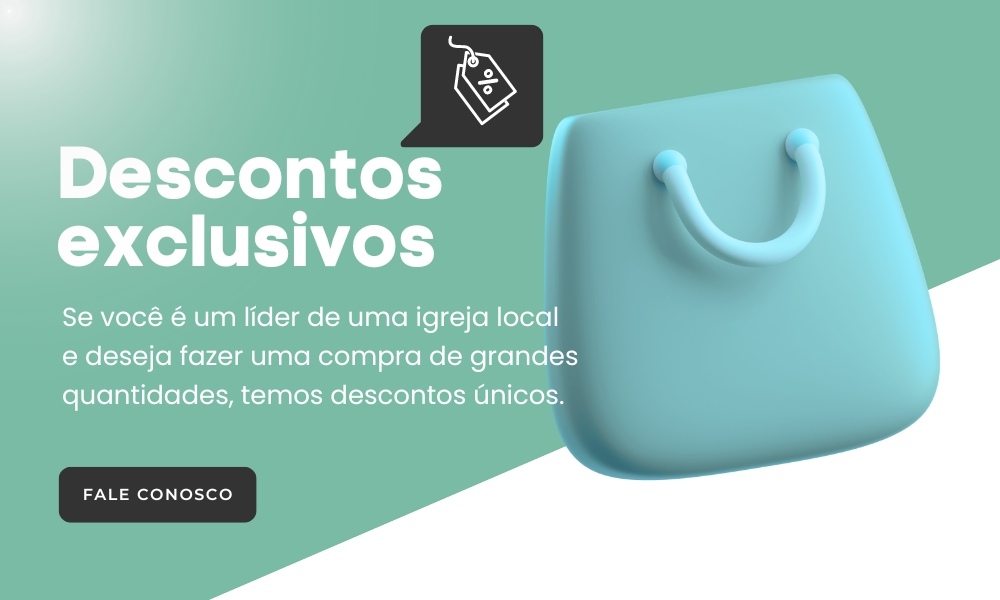 Descontos
exclusivos
Se você é um líder de uma igreja local
e deseja fazer uma compra de grandes
quantidades, temos descontos únicos.
FALE CONOSCO